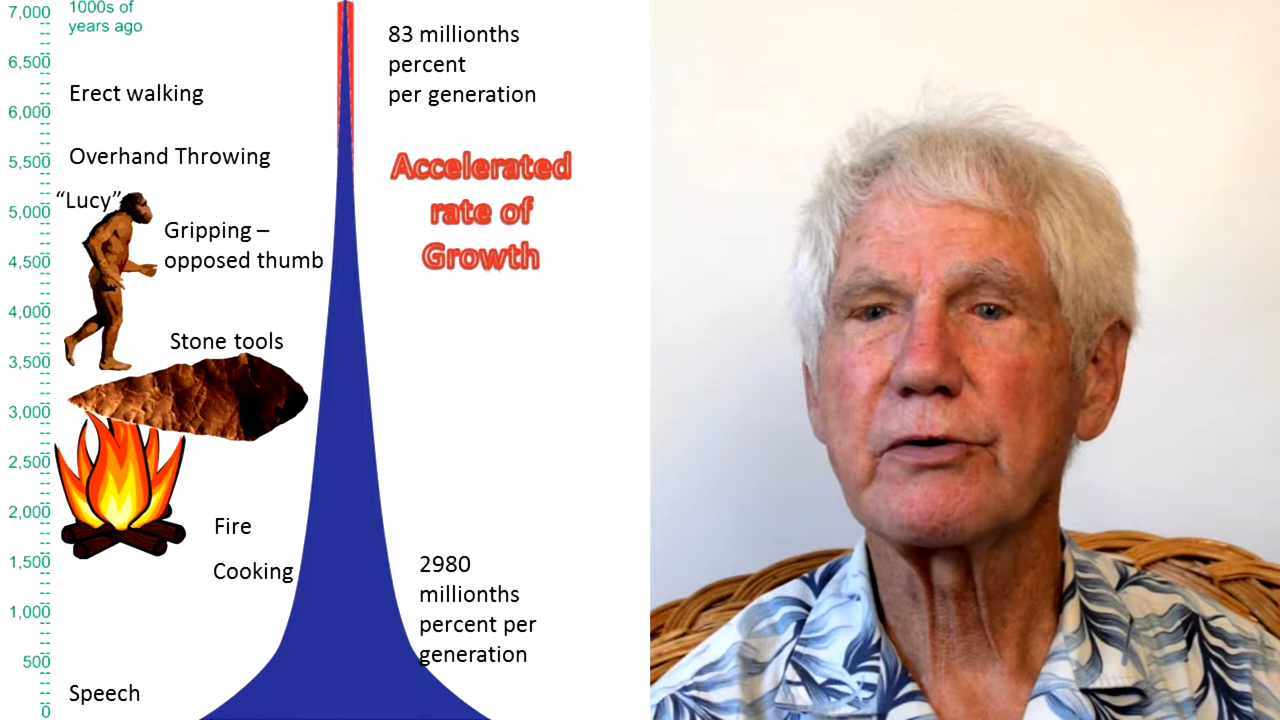 7,000
1000s of
years ago
6,500
Erect walking
6,000
Overhand Throwing
5,500
“Lucy”
5,000
Gripping –
opposed thumb
4,500
4,000
Stone tools
3,500
3,000
2,500
2,000
Fire
1,500
Cooking
1,000
500
Speech
0
83 millionths
percent
per generation
Accelerated
rate of
Growth
2980
millionths
percent per
generation